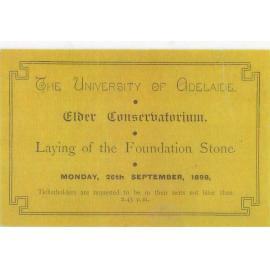 THE UNIVERSITY OF ADELAIDE.
Elder Conservatorium.
Laying of the Foundation Stone.
MONDAY, 26th SEPTEMBER, 1898,
Ticketholders are requested to be in their seats not later than
2.45 p.m.